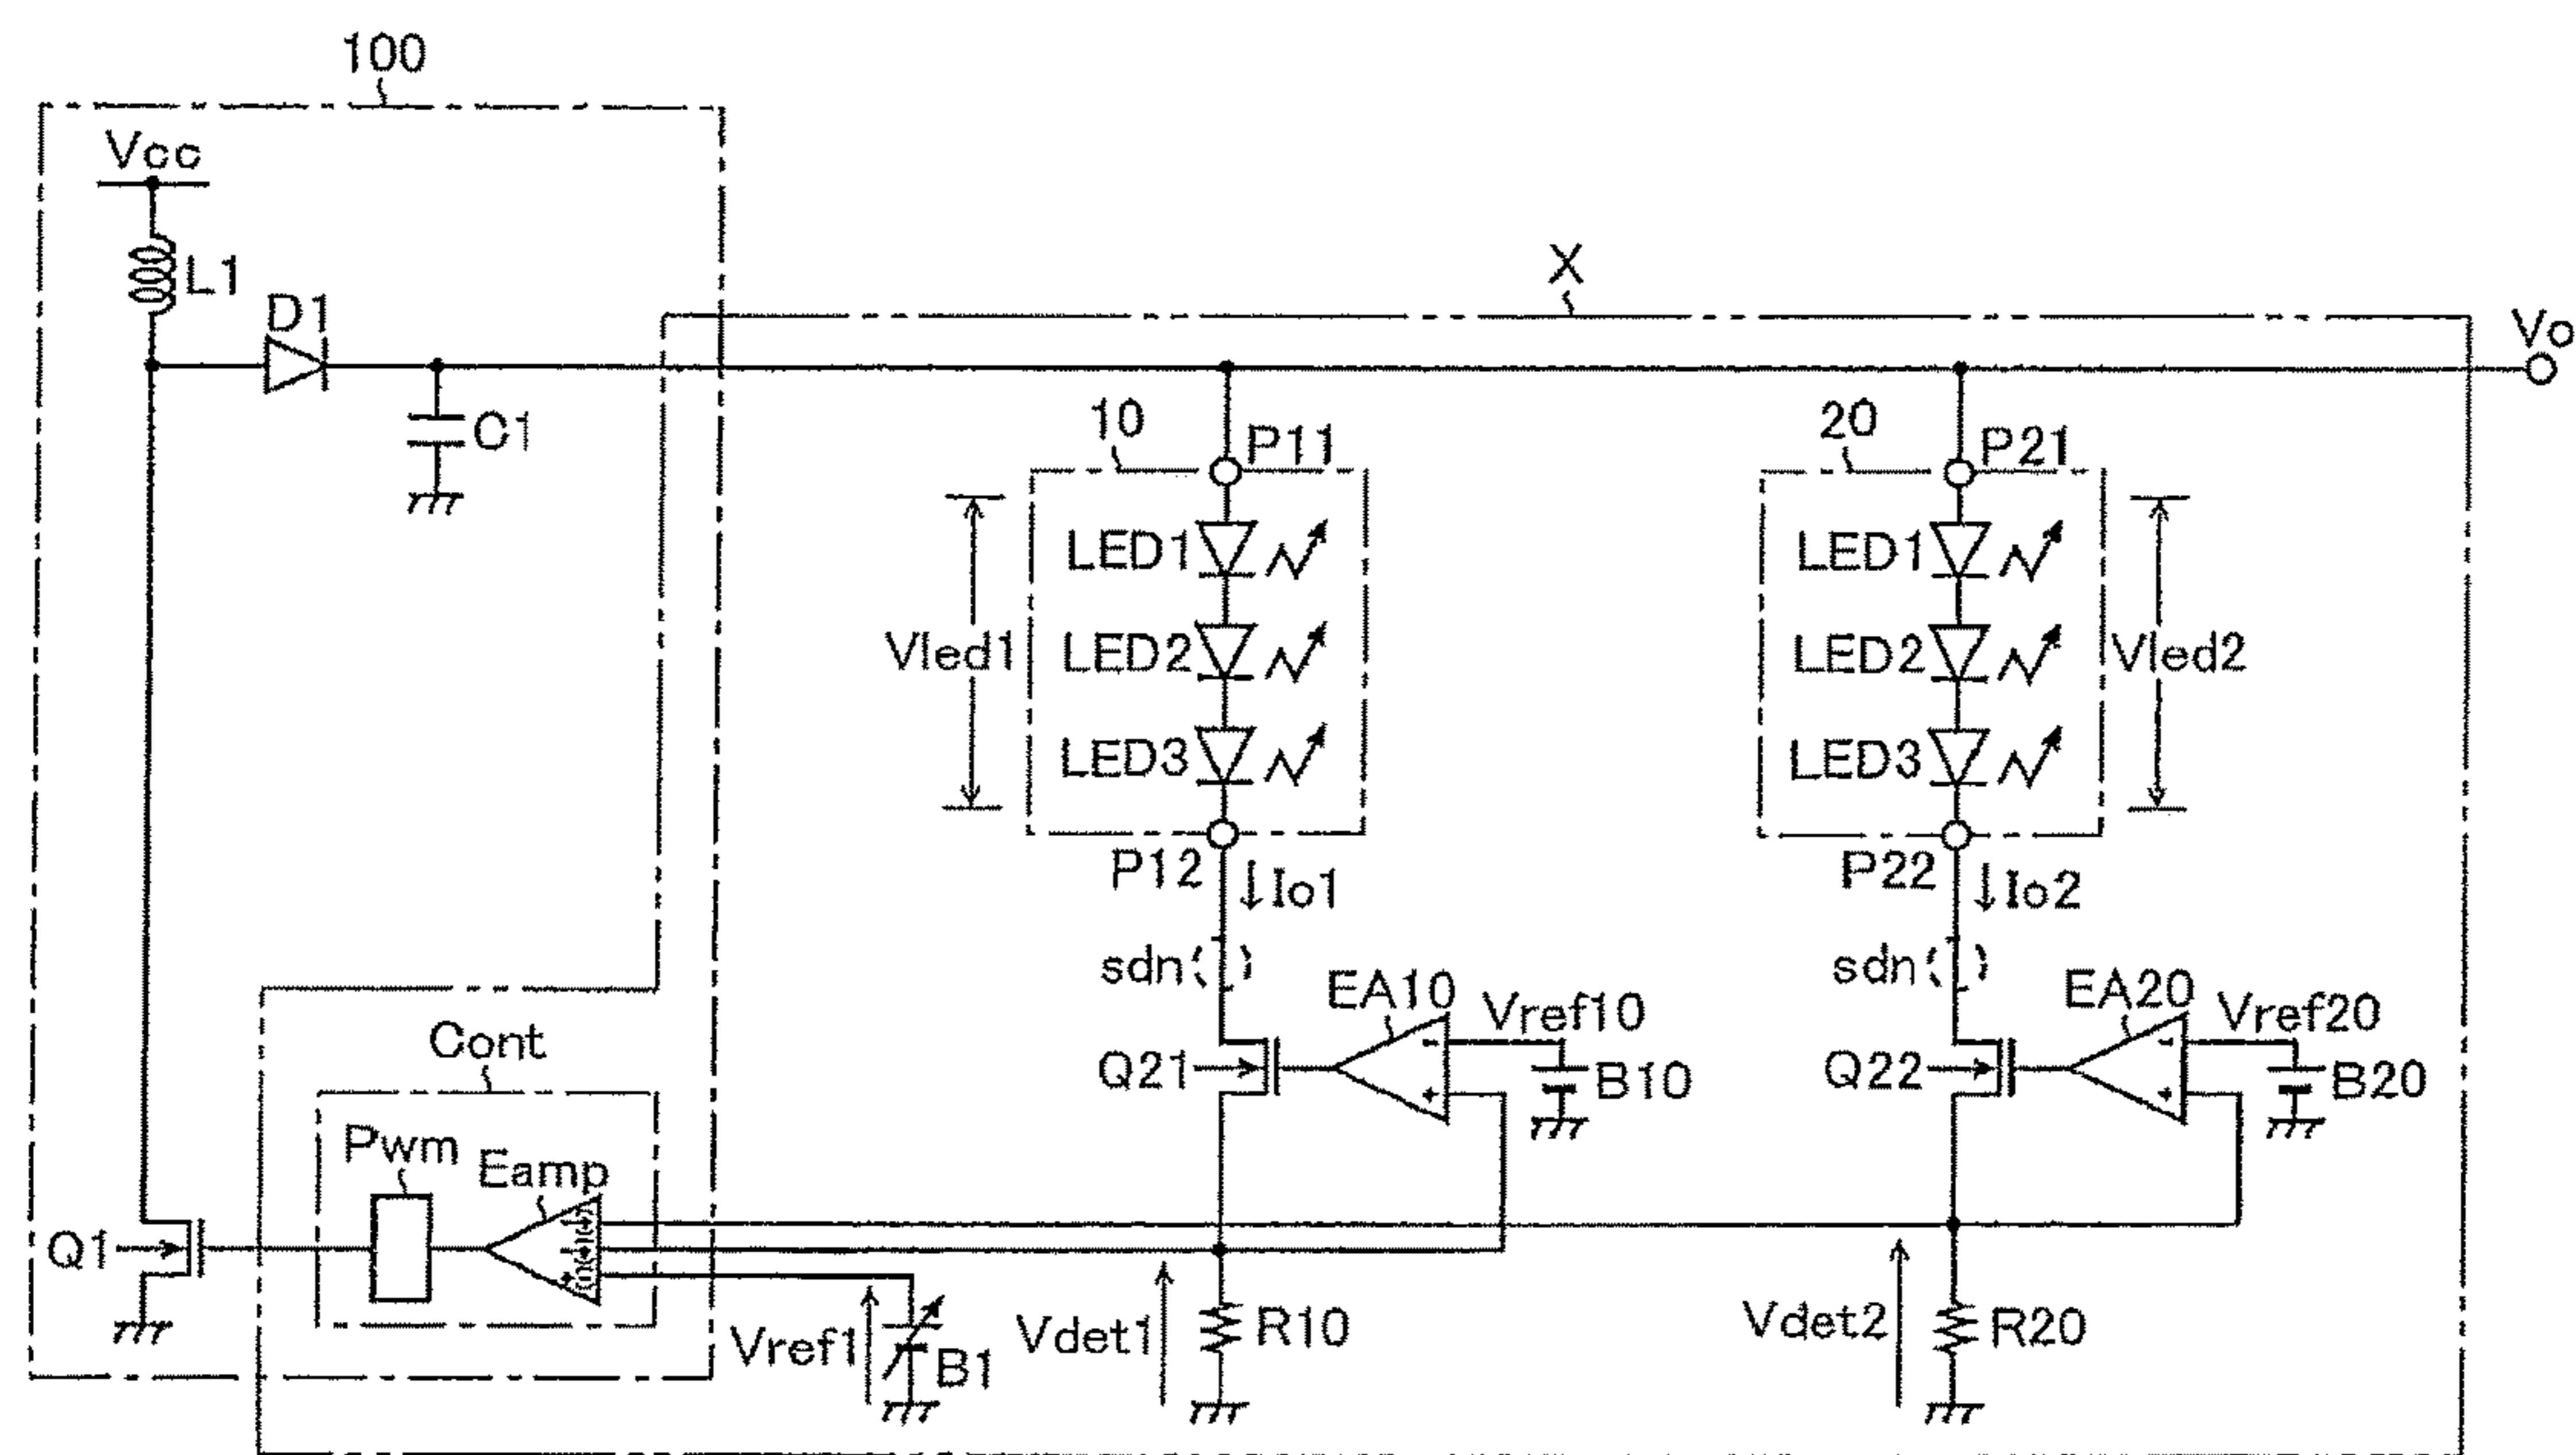 100
Vcc
L1
D1
C1
X
Vo
10
P11
20
P21
LED1
LED2
LED3
Vled1
LED1
LED2
LED3
Vled2
P12
Io1
P22
Io2
sdn
sdn
EA10
Vref10
EA20
Vref20
Q21
B10
Q22
B20
Cont
Pwm
Eamp
Q1
Vref1
B1
Vdet1
R10
Vdet2
R20